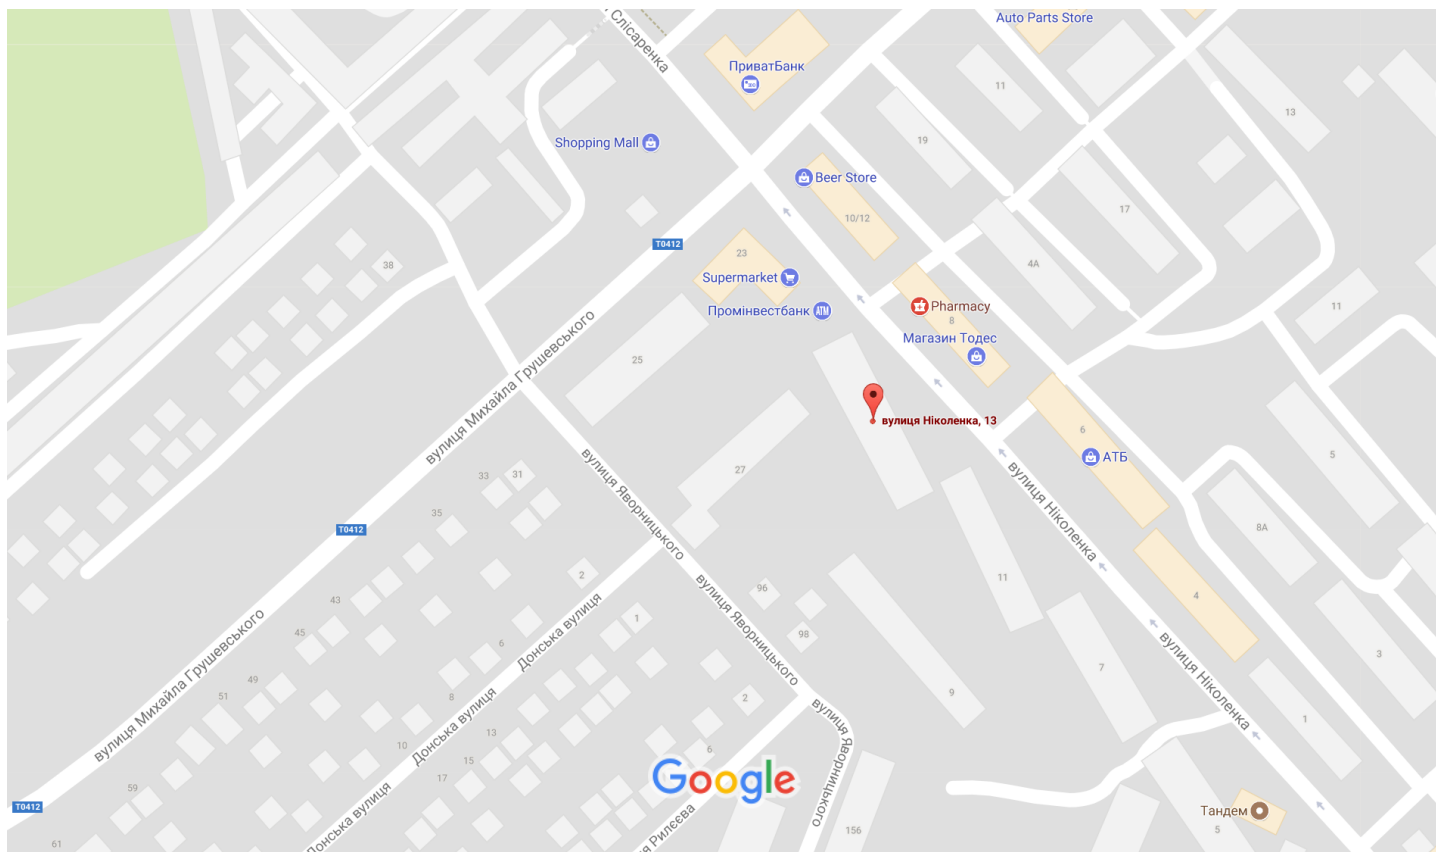 Auto Parts Store
Слісаренка
ПриватБанк
11
13
Shopping Mall
19
Beer Store
10/12
17
T0412
23
38
4A
Supermarket
Промінвестбанк
ATM
Pharmacy
8
11
Магазин Тодес
25
вулиця Михайла Грушевського
вулиця Ніколенка, 13
6
АТБ
5
27
33
31
вулиця Яворницького
вулиця Ніколенка
35
T0412
8A
11
2
96
4
43
Донська вулиця
вулиця Яворницького
1
45
6
98
вулиця Михайла Грушевського
вулиця Ніколенка
3
7
49
51
8
2
9
1
Донська вулиця
вулиця Яворницького
13
10
6
15
17
Google
59
T0412
Донська вулиця
Рилєєва
Тандем
5
156
61